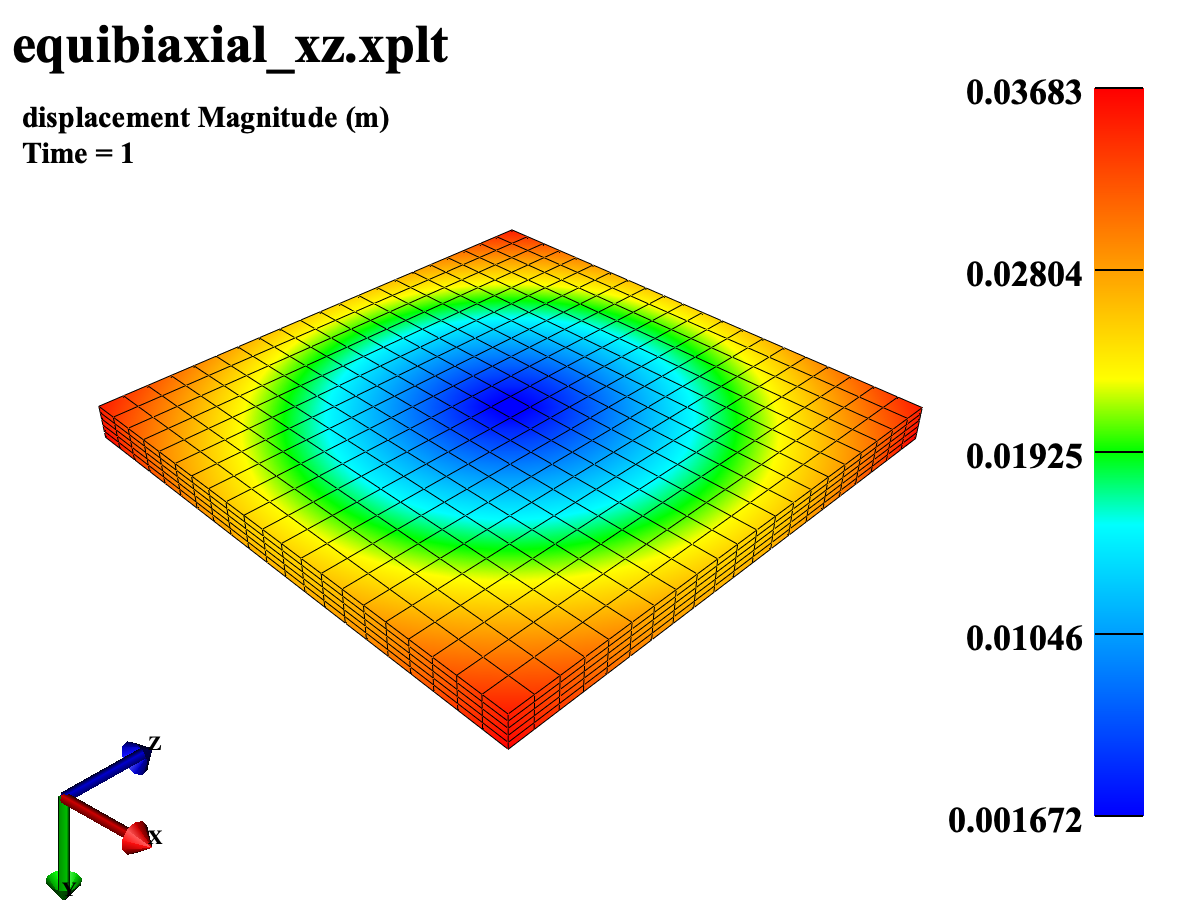 equibiaxial_xz.xplt
displacement Magnitude (m)
Time = 1
0.03683
0.02804
0.01925
0.01046
0.001672
Z
X
Y